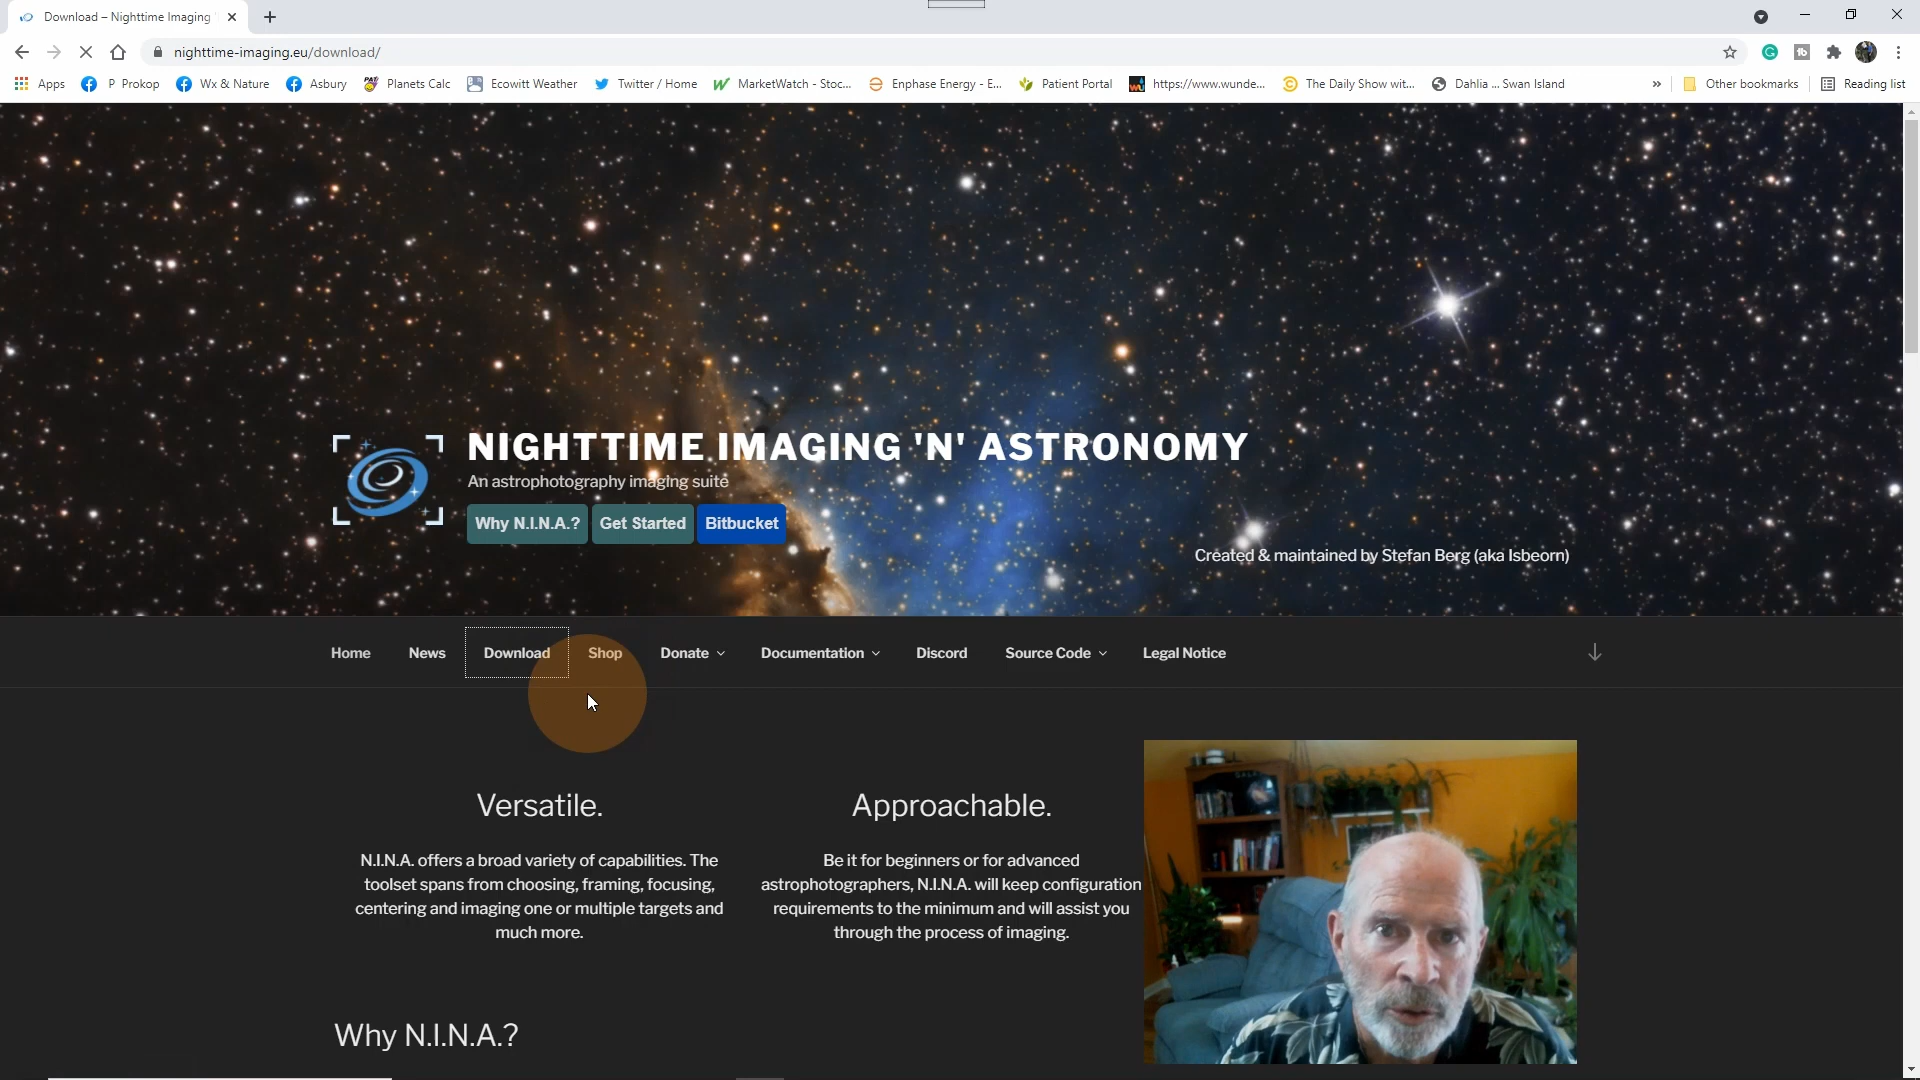 Download – Nighttime Imaging
nighttime-imaging.eu/download/
Apps P Prokop Wx & Nature Asbury Planets Calc Ecowitt Weather Twitter / Home MarketWatch - Stoc... Enphase Energy - E... Patient Portal https://www.wunde... The Daily Show wit... Dahlia ... Swan Island » Other bookmarks Reading list
NIGHTTIME IMAGING 'N' ASTRONOMY
An astrophotography imaging suite
Why N.I.N.A.? Get Started Bitbucket
Created & maintained by Stefan Berg (aka Isbeorn)
Home News Download Shop Donate Documentation Discord Source Code Legal Notice
Versatile.
N.I.N.A. offers a broad variety of capabilities. The
toolset spans from choosing, framing, focusing,
centering and imaging one or multiple targets and
much more.
Approachable.
Be it for beginners or for advanced
astrophotographers, N.I.N.A. will keep configuration
requirements to the minimum and will assist you
through the process of imaging.
Why N.I.N.A.?